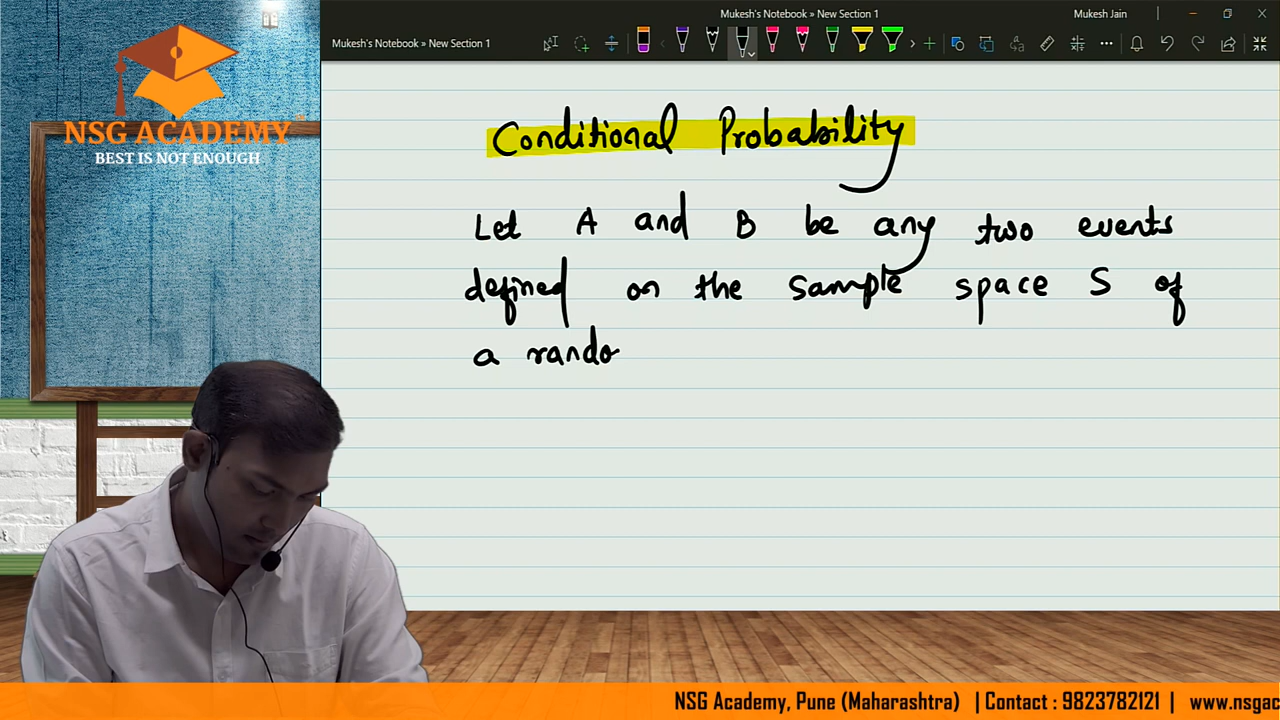 Mukesh's Notebook » New Section 1
Mukesh Jain
Mukesh's Notebook » New Section 1
NSG ACADEMY
BEST IS NOT ENOUGH
Conditional Probability
Let A and B be any two events
defined on the sample space S of
a rando
NSG Academy, Pune (Maharashtra) | Contact : 9823782121 | www.nsgac